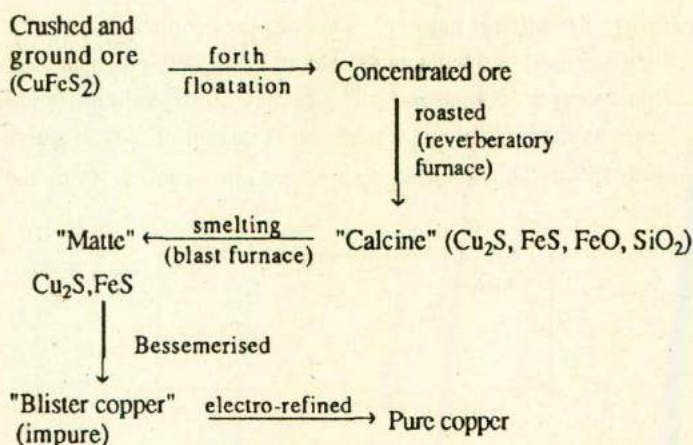 Crushed and
ground ore
(CuFeS2)
forth
floatation
Concentrated ore
roasted
(reverberatory
furnace)
"Calcine" (Cu₂S, FeS, FeO, SiO₂)
smelting
(blast furnace)
"Matte"
Cu₂S,FeS
Bessemerised
"Blister copper"
(impure)
electro-refined
Pure copper